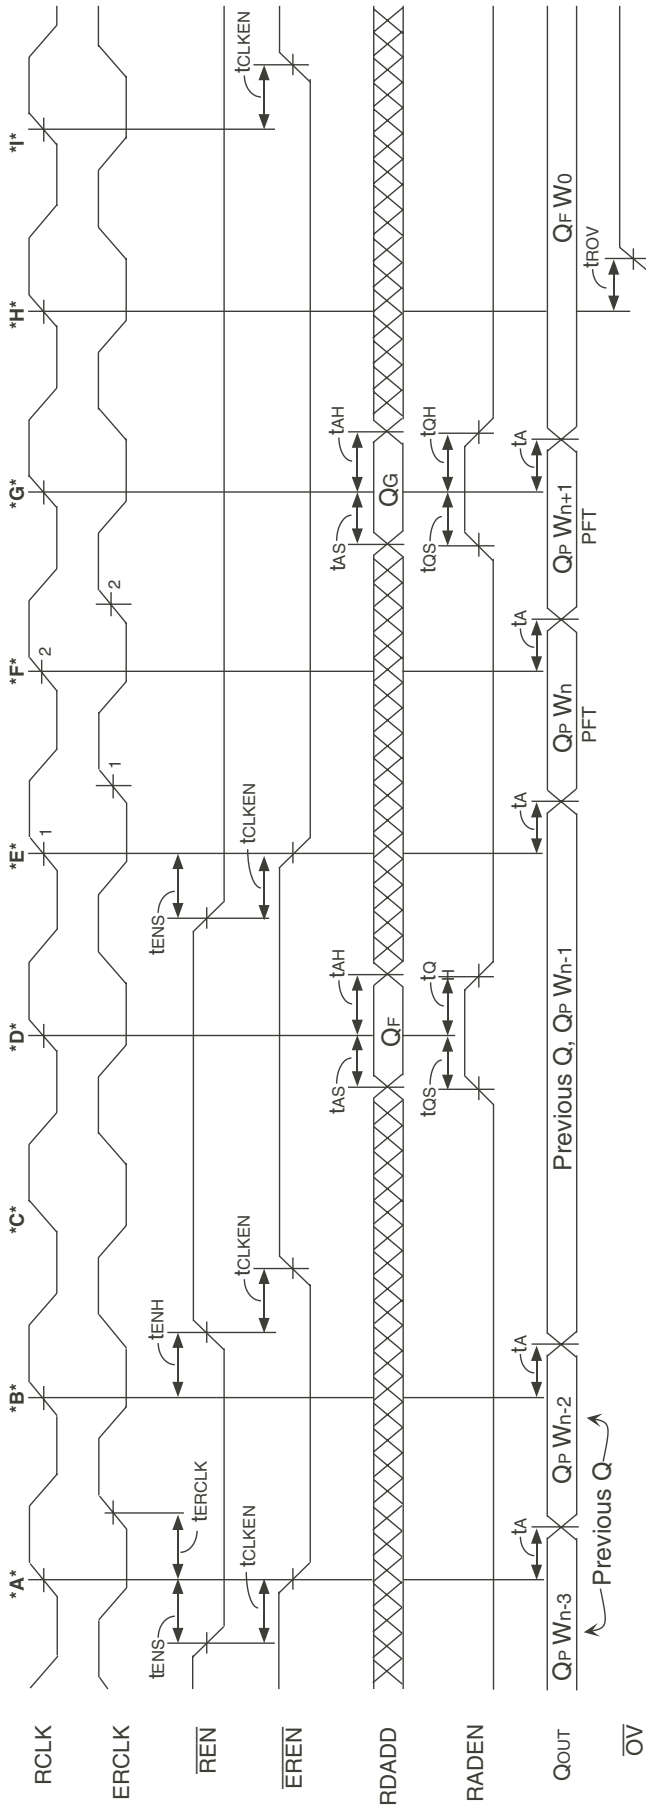 *A* *B* *C* *D* *E* *F* *G* *H* *I*
RCLK 1 2
ERCLK 1 2
tENS tERCLK tENH tENS
REN
tCLKEN tCLKEN tCLKEN tCLKEN
EREN
tAS tAH tAS tAH
RDADD QF QG
tQS tQH tQS tQH
RADEN
tA tA tA tA tA
QOUT QP Wn-3 QP Wn-2 Previous Q, QP Wn-1 QP Wn QP Wn+1 QF W0
PFT PFT
Previous Q
tROV
OV